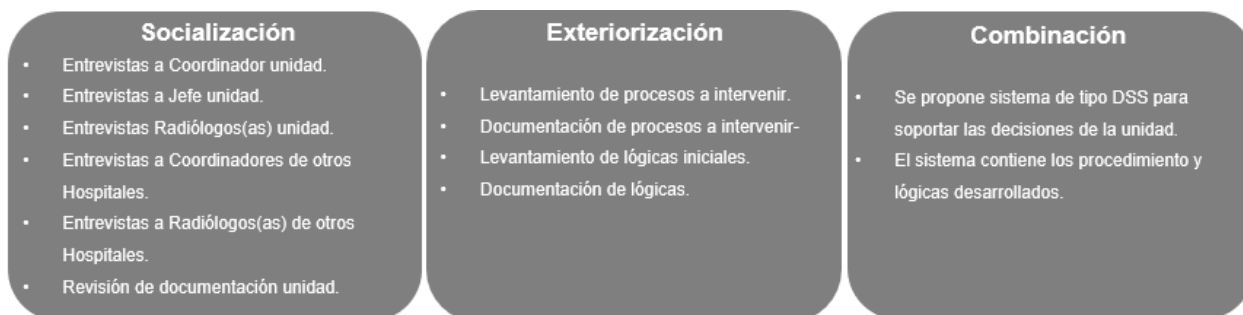 Socialización
• Entrevistas a Coordinador unidad.
• Entrevistas a Jefe unidad.
• Entrevistas Radiólogos(as) unidad.
• Entrevistas a Coordinadores de otros
Hospitales.
• Entrevistas a Radiólogos(as) de otros
Hospitales.
• Revisión de documentación unidad.
Exteriorización
• Levantamiento de procesos a intervenir.
• Documentación de procesos a intervenir-
• Levantamiento de lógicas iniciales.
• Documentación de lógicas.
Combinación
• Se propone sistema de tipo DSS para
soportar las decisiones de la unidad.
• El sistema contiene los procedimiento y
lógicas desarrollados.